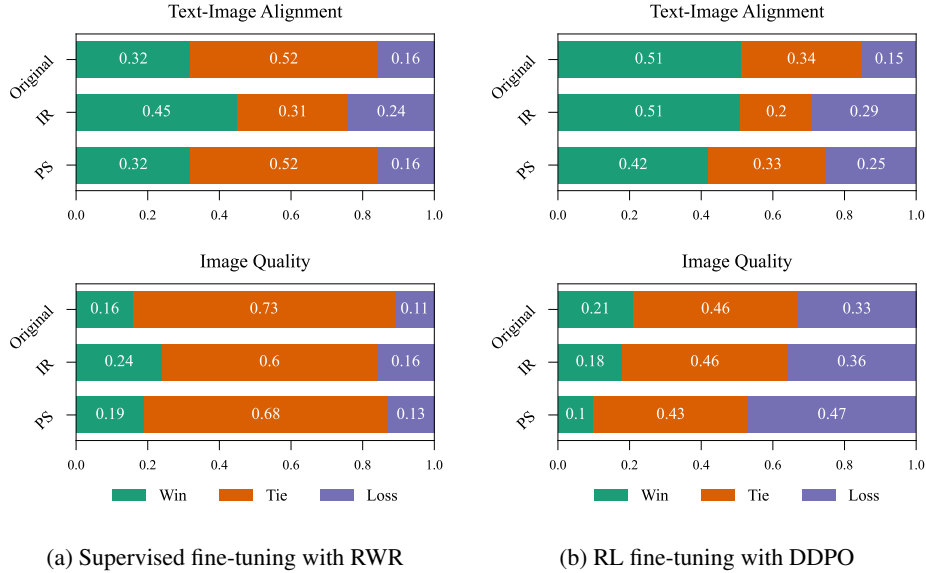 Text-Image Alignment
Original 0.32 0.52 0.16
IR 0.45 0.31 0.24
PS 0.32 0.52 0.16
0.0 0.2 0.4 0.6 0.8 1.0
Image Quality
Original 0.16 0.73 0.11
IR 0.24 0.6 0.16
PS 0.19 0.68 0.13
0.0 0.2 0.4 0.6 0.8 1.0
Win Tie Loss
(a) Supervised fine-tuning with RWR
Text-Image Alignment
Original 0.51 0.34 0.15
IR 0.51 0.2 0.29
PS 0.42 0.33 0.25
0.0 0.2 0.4 0.6 0.8 1.0
Image Quality
Original 0.21 0.46 0.33
IR 0.18 0.46 0.36
PS 0.1 0.43 0.47
0.0 0.2 0.4 0.6 0.8 1.0
Win Tie Loss
(b) RL fine-tuning with DDPO